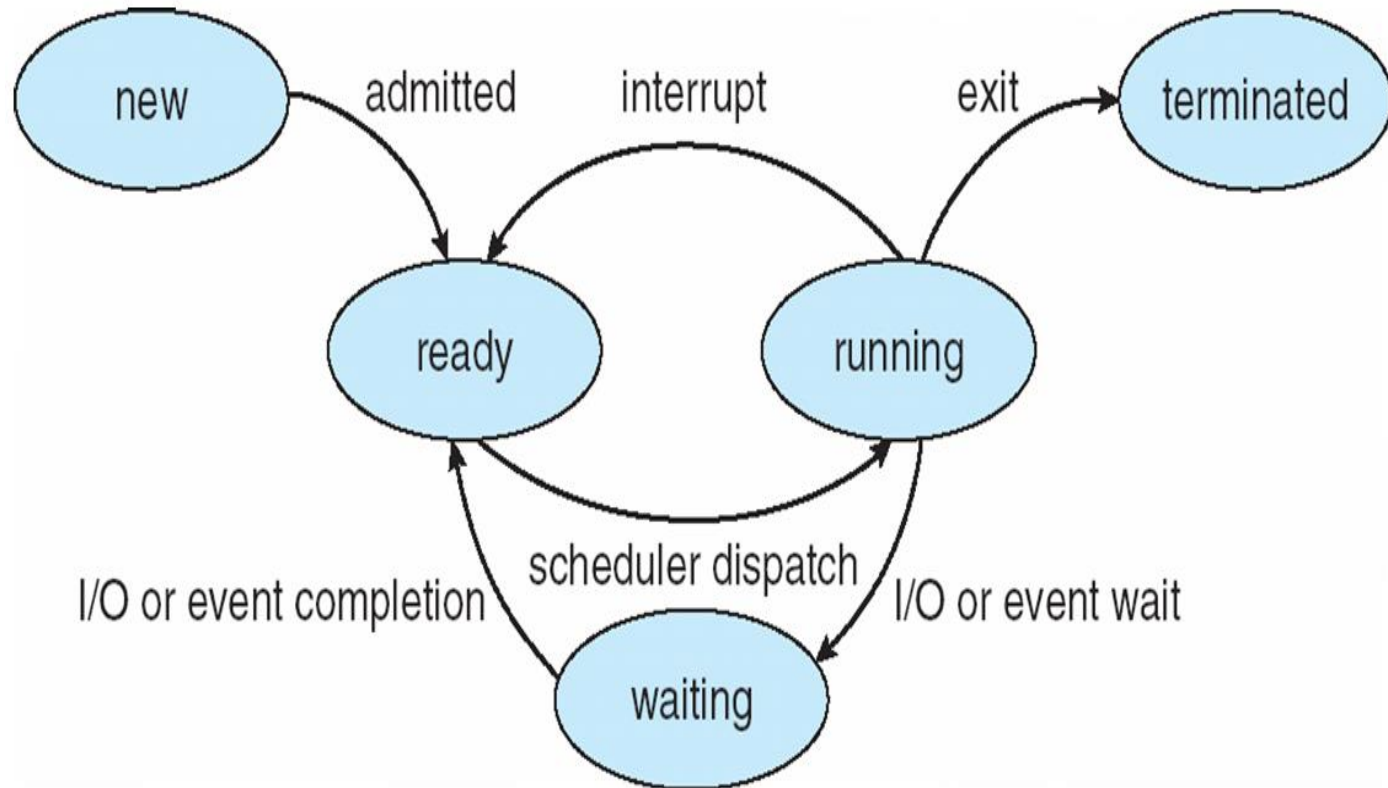 new
admitted
interrupt
exit
terminated
ready
running
scheduler dispatch
I/O or event completion
I/O or event wait
waiting